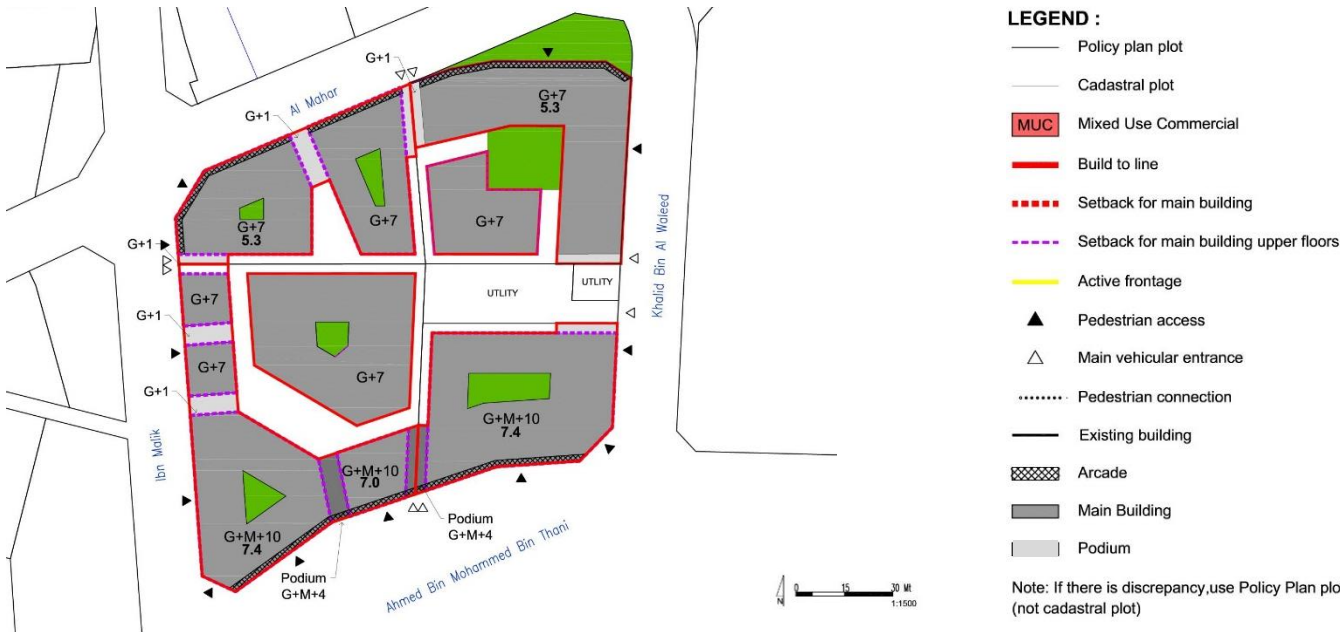 G+1
Al Mahar
G+1
G+7
5.3
G+7
G+7
5.3
G+7
G+1
Khalid Bin Al Waleed
G+7
UTLITY
UTLITY
G+1
G+7
G+7
G+1
G+M+10
7.4
Ibn Malik
G+M+10
7.0
G+M+10
7.4
Podium
G+M+4
Podium
G+M+4
Ahmed Bin Mohammed Bin Thani
N
0 15 30 Mt
1:1500
LEGEND :
Policy plan plot
Cadastral plot
MUC Mixed Use Commercial
Build to line
Setback for main building
Setback for main building upper floors
Active frontage
Pedestrian access
Main vehicular entrance
Pedestrian connection
Existing building
Arcade
Main Building
Podium
Note: If there is discrepancy,use Policy Plan plo
(not cadastral plot)